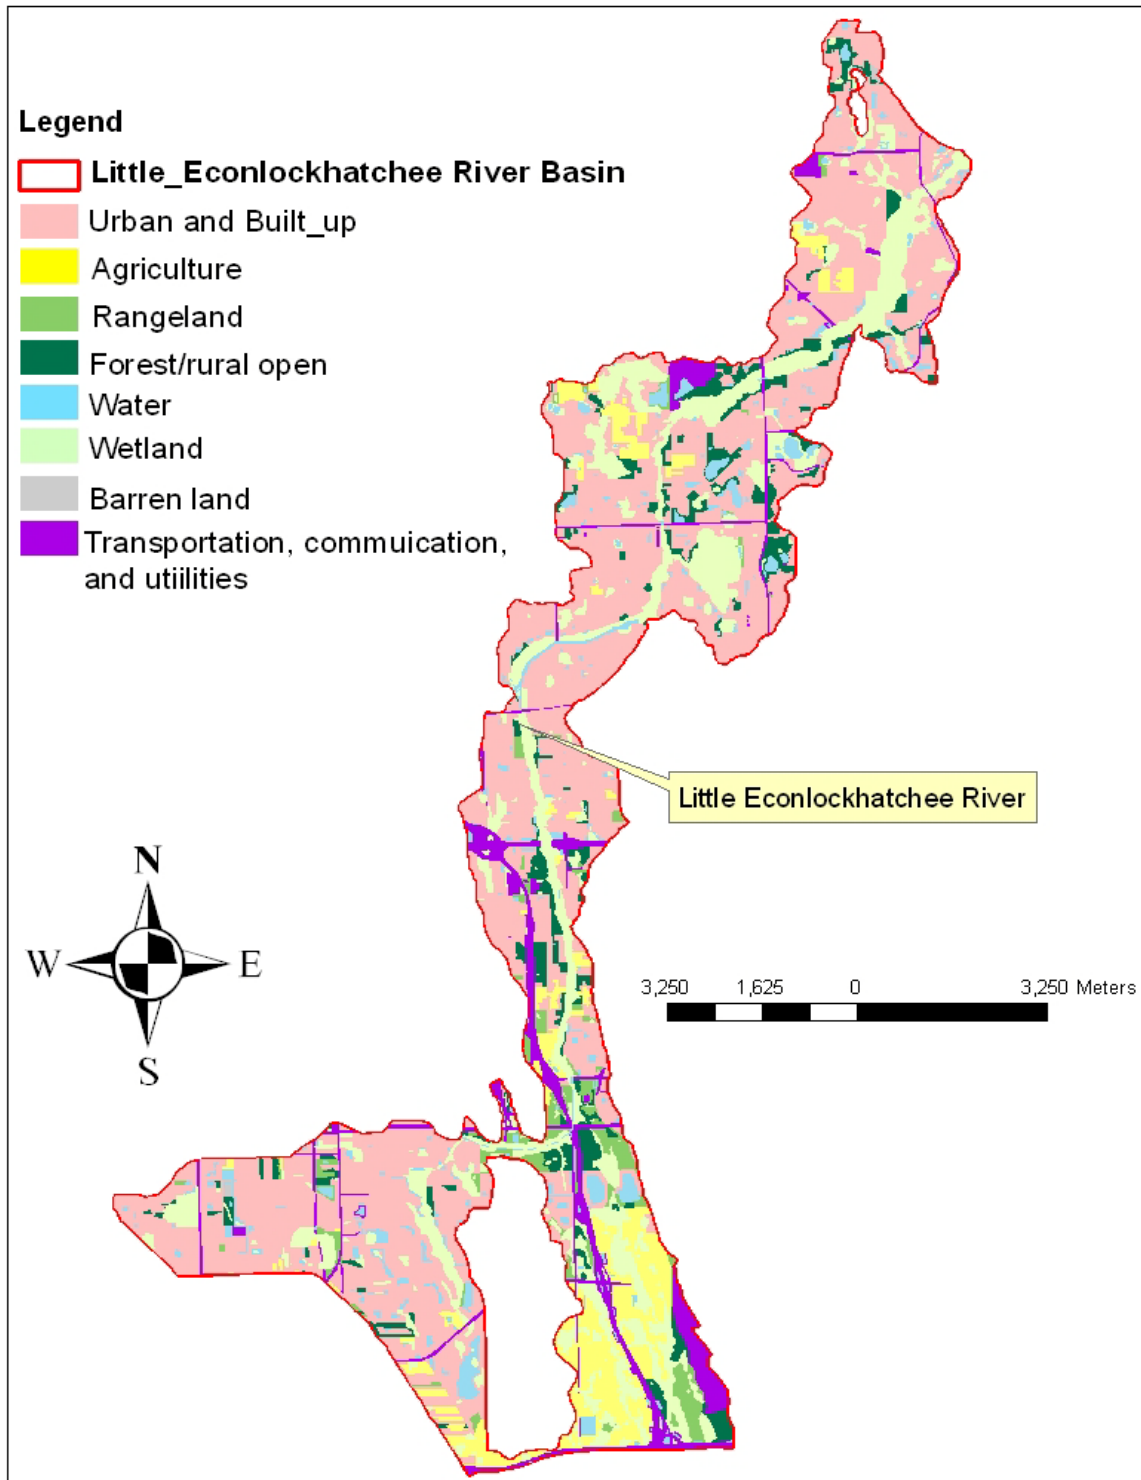 Legend
Little_Econlockhatchee River Basin
Urban and Built_up
Agriculture
Rangeland
Forest/rural open
Water
Wetland
Barren land
Transportation, commuication,
and utiilities
Little Econlockhatchee River
N
W
E
S
3,250 1,625 0 3,250 Meters